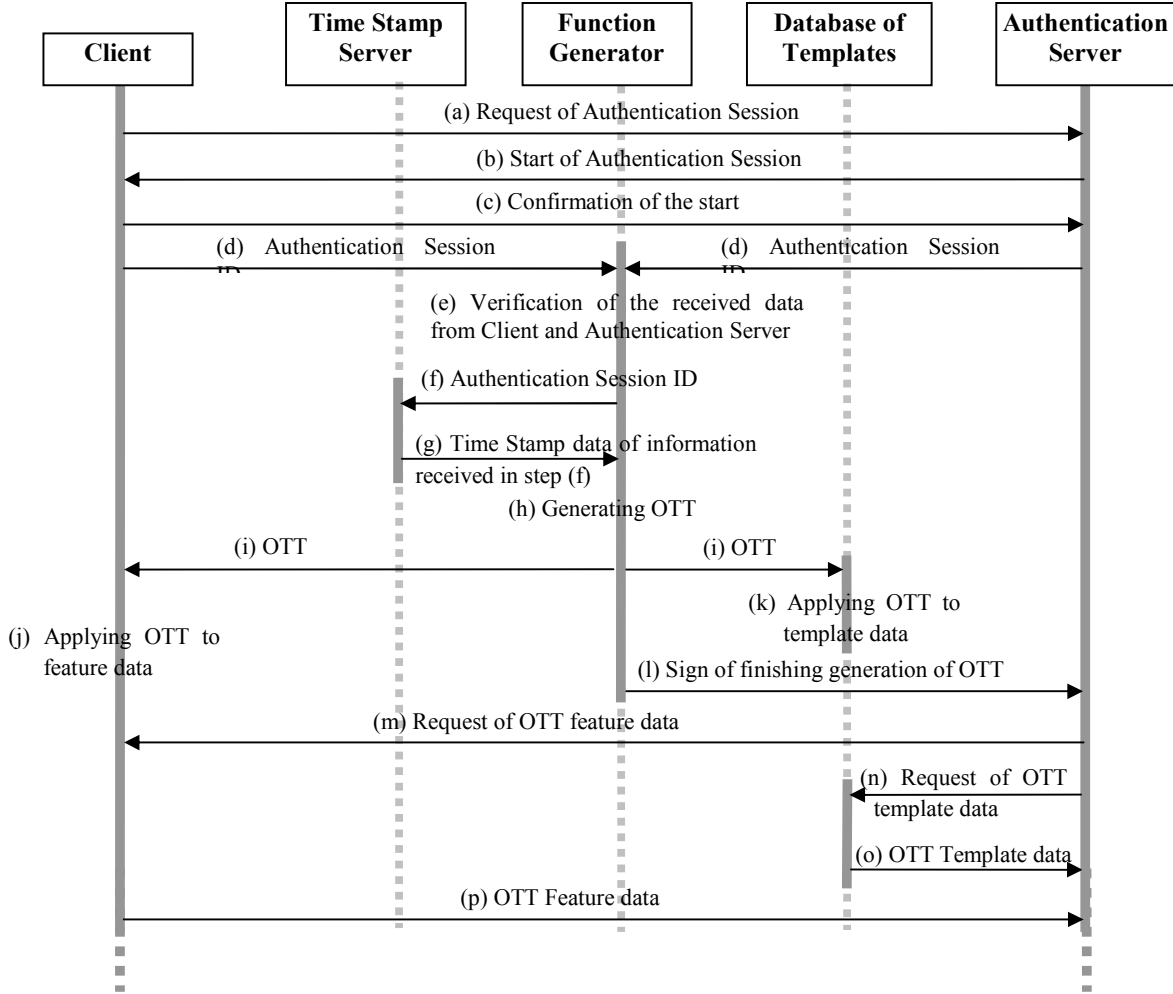 Client
Time Stamp
Server
Function
Generator
Database of
Templates
Authentication
Server
(a) Request of Authentication Session
(b) Start of Authentication Session
(c) Confirmation of the start
(d) Authentication Session
ID
(d) Authentication Session
ID
(e) Verification of the received data
from Client and Authentication Server
(f) Authentication Session ID
(g) Time Stamp data of information
received in step (f)
(h) Generating OTT
(i) OTT
(i) OTT
(k) Applying OTT to
template data
(j) Applying OTT to
feature data
(l) Sign of finishing generation of OTT
(m) Request of OTT feature data
(n) Request of OTT
template data
(o) OTT Template data
(p) OTT Feature data